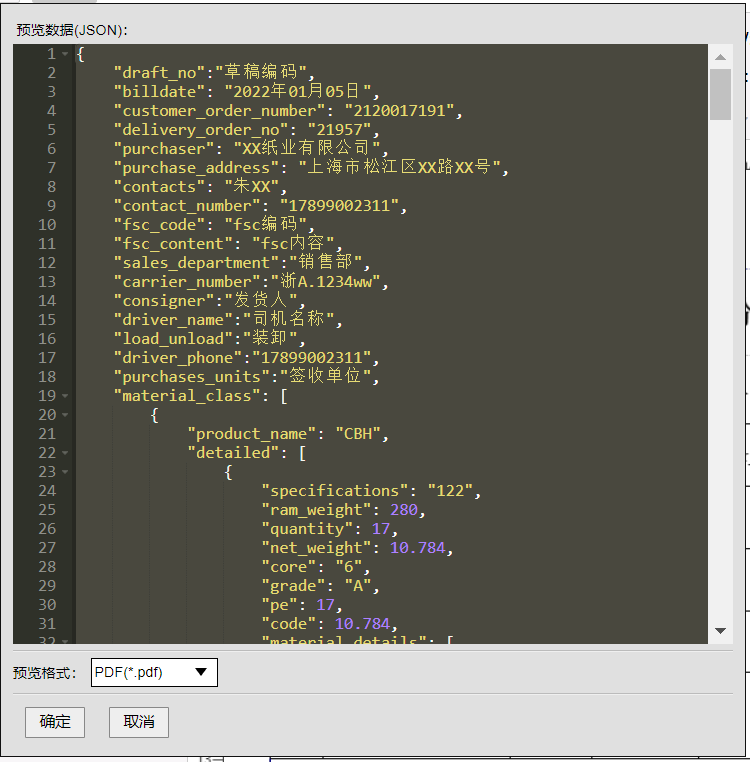 预览数据(JSON)：
1 {
2 "draft_no":"草稿编码",
3 "billdate": "2022年01月05日",
4 "customer_order_number": "2120017191",
5 "delivery_order_no": "21957",
6 "purchaser": "XX纸业有限公司",
7 "purchase_address": "上海市松江区XX路XX号",
8 "contacts": "朱XX",
9 "contact_number": "17899002311",
10 "fsc_code": "fsc编码",
11 "fsc_content": "fsc内容",
12 "sales_department":"销售部",
13 "carrier_number":"浙A.1234ww",
14 "consigner":"发货人",
15 "driver_name":"司机名称",
16 "load_unload":"装卸",
17 "driver_phone":"17899002311",
18 "purchases_units":"签收单位",
19 "material_class": [
20 {
21 "product_name": "CBH",
22 "detailed": [
23 {
24 "specifications": "122",
25 "ram_weight": 280,
26 "quantity": 17,
27 "net_weight": 10.784,
28 "core": "6",
29 "grade": "A",
30 "pe": 17,
31 "code": 10.784,
32 "material_details": [
预览格式： PDF(*.pdf)
确定 取消